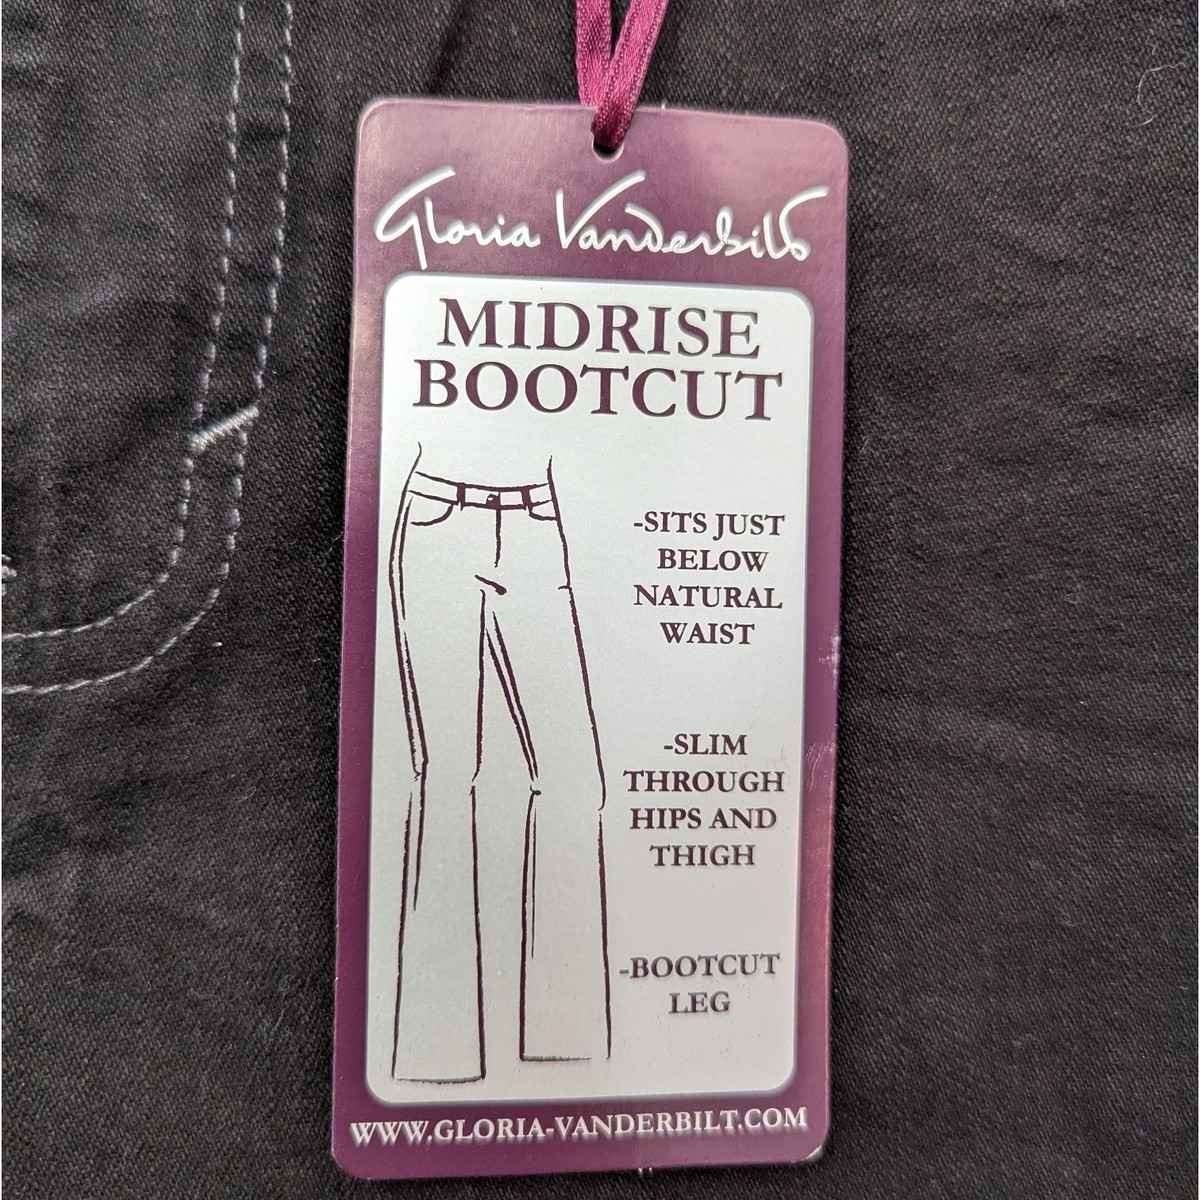 Gloria Vanderbilt
MIDRISE
BOOTCUT
-SITS JUST
BELOW
NATURAL
WAIST
-SLIM
THROUGH
HIPS AND
THIGH
-BOOTCUT
LEG
WWW.GLORIA-VANDERBILT.COM